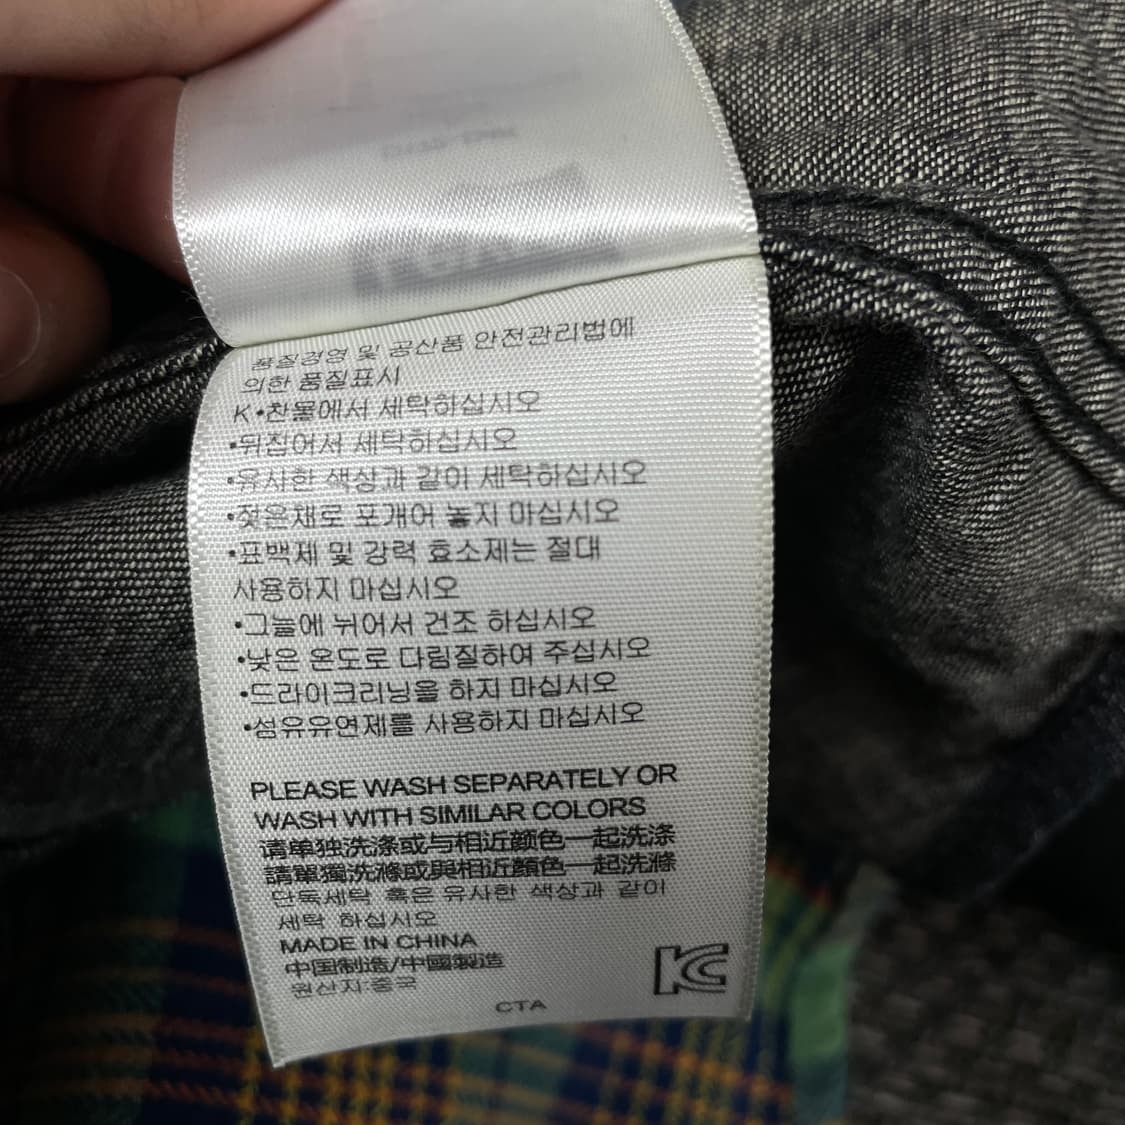 품질경영 및 공산품 안전관리법에
의한 품질표시
K •찬물에서 세탁하십시오
•뒤집어서 세탁하십시오
•유사한 색상과 같이 세탁하십시오
•젖은채로 포개어 놓지 마십시오
•표백제 및 강력 효소제는 절대
사용하지 마십시오
•그늘에 뉘어서 건조 하십시오
•낮은 온도로 다림질하여 주십시오
•드라이크리닝을 하지 마십시오
•섬유유연제를 사용하지 마십시오
PLEASE WASH SEPARATELY OR
WASH WITH SIMILAR COLORS
请单独洗涤或与相近颜色一起洗涤
請單獨洗滌或與相近顏色一起洗滌
단독세탁 혹은 유사한 색상과 같이
세탁 하십시오
MADE IN CHINA
中国制造/中國製造
원산지:중국
KC
CTA